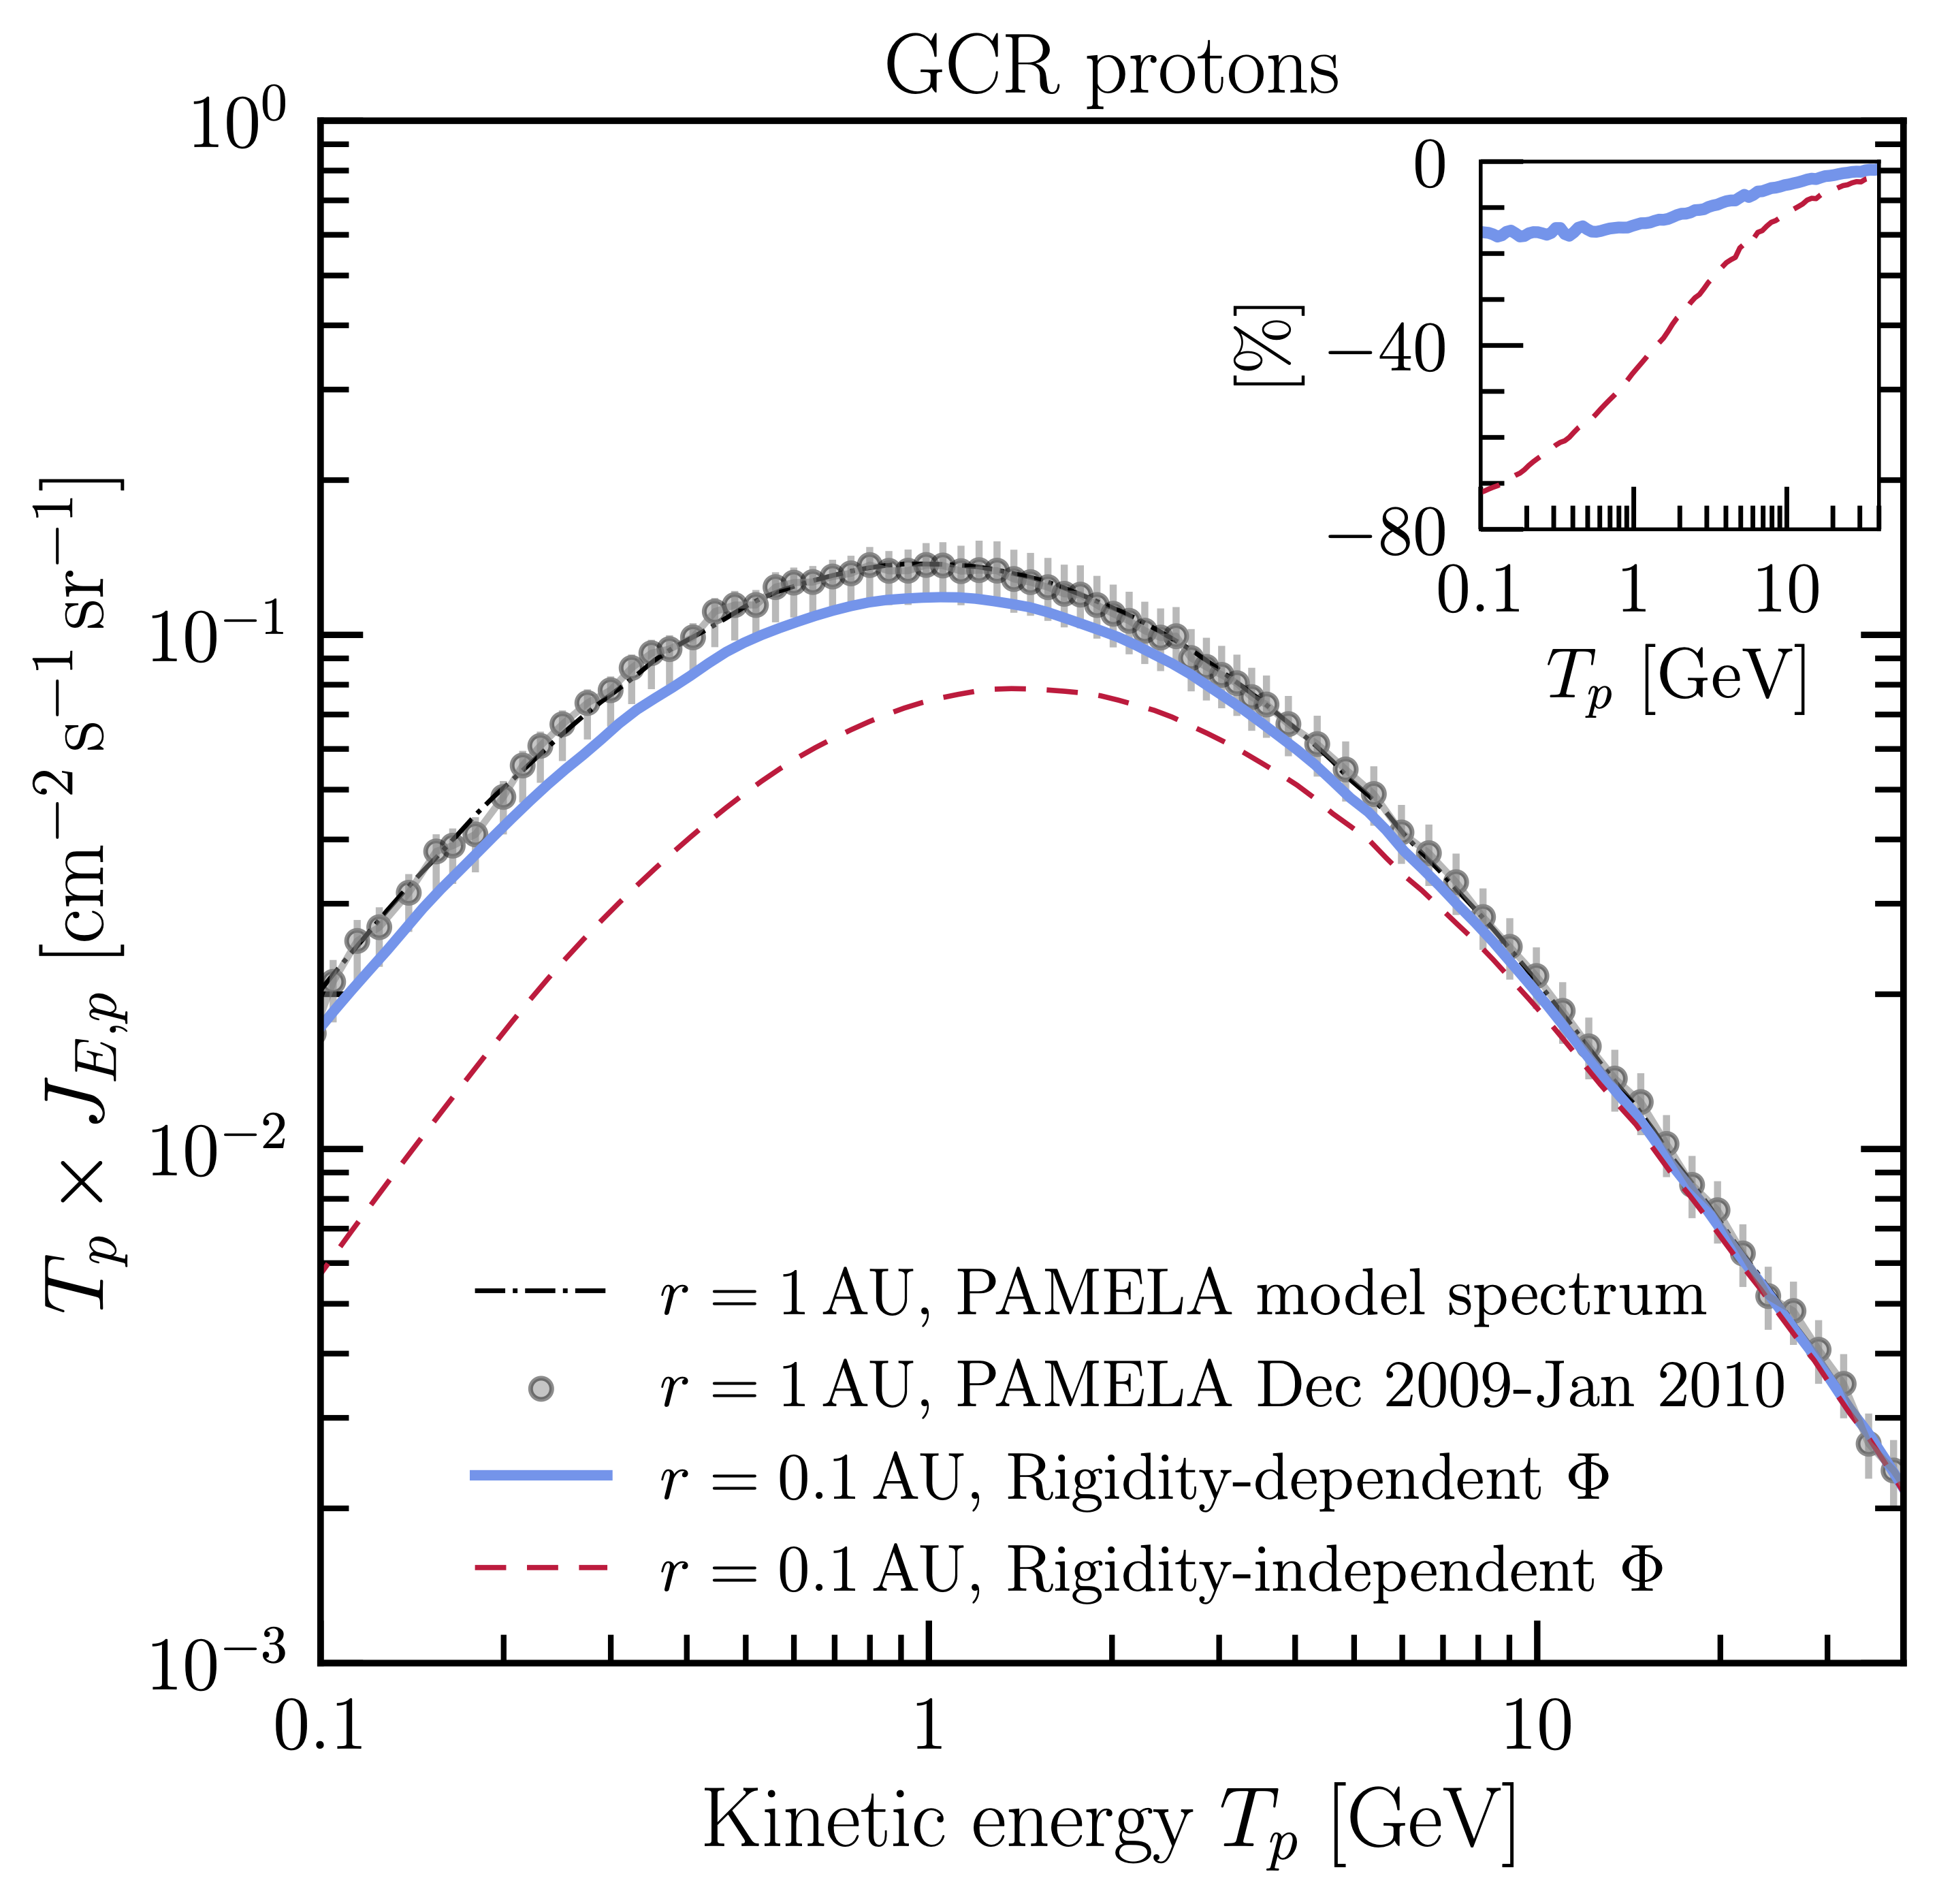 GCR protons
10⁰
10⁻¹
10⁻²
10⁻³
T_p × J_{E,p} [cm⁻² s⁻¹ sr⁻¹]
0
−40
−80
[%]
0.1 1 10
T_p [GeV]
r = 1 AU, PAMELA model spectrum
r = 1 AU, PAMELA Dec 2009-Jan 2010
r = 0.1 AU, Rigidity-dependent Φ
r = 0.1 AU, Rigidity-independent Φ
0.1 1 10
Kinetic energy T_p [GeV]